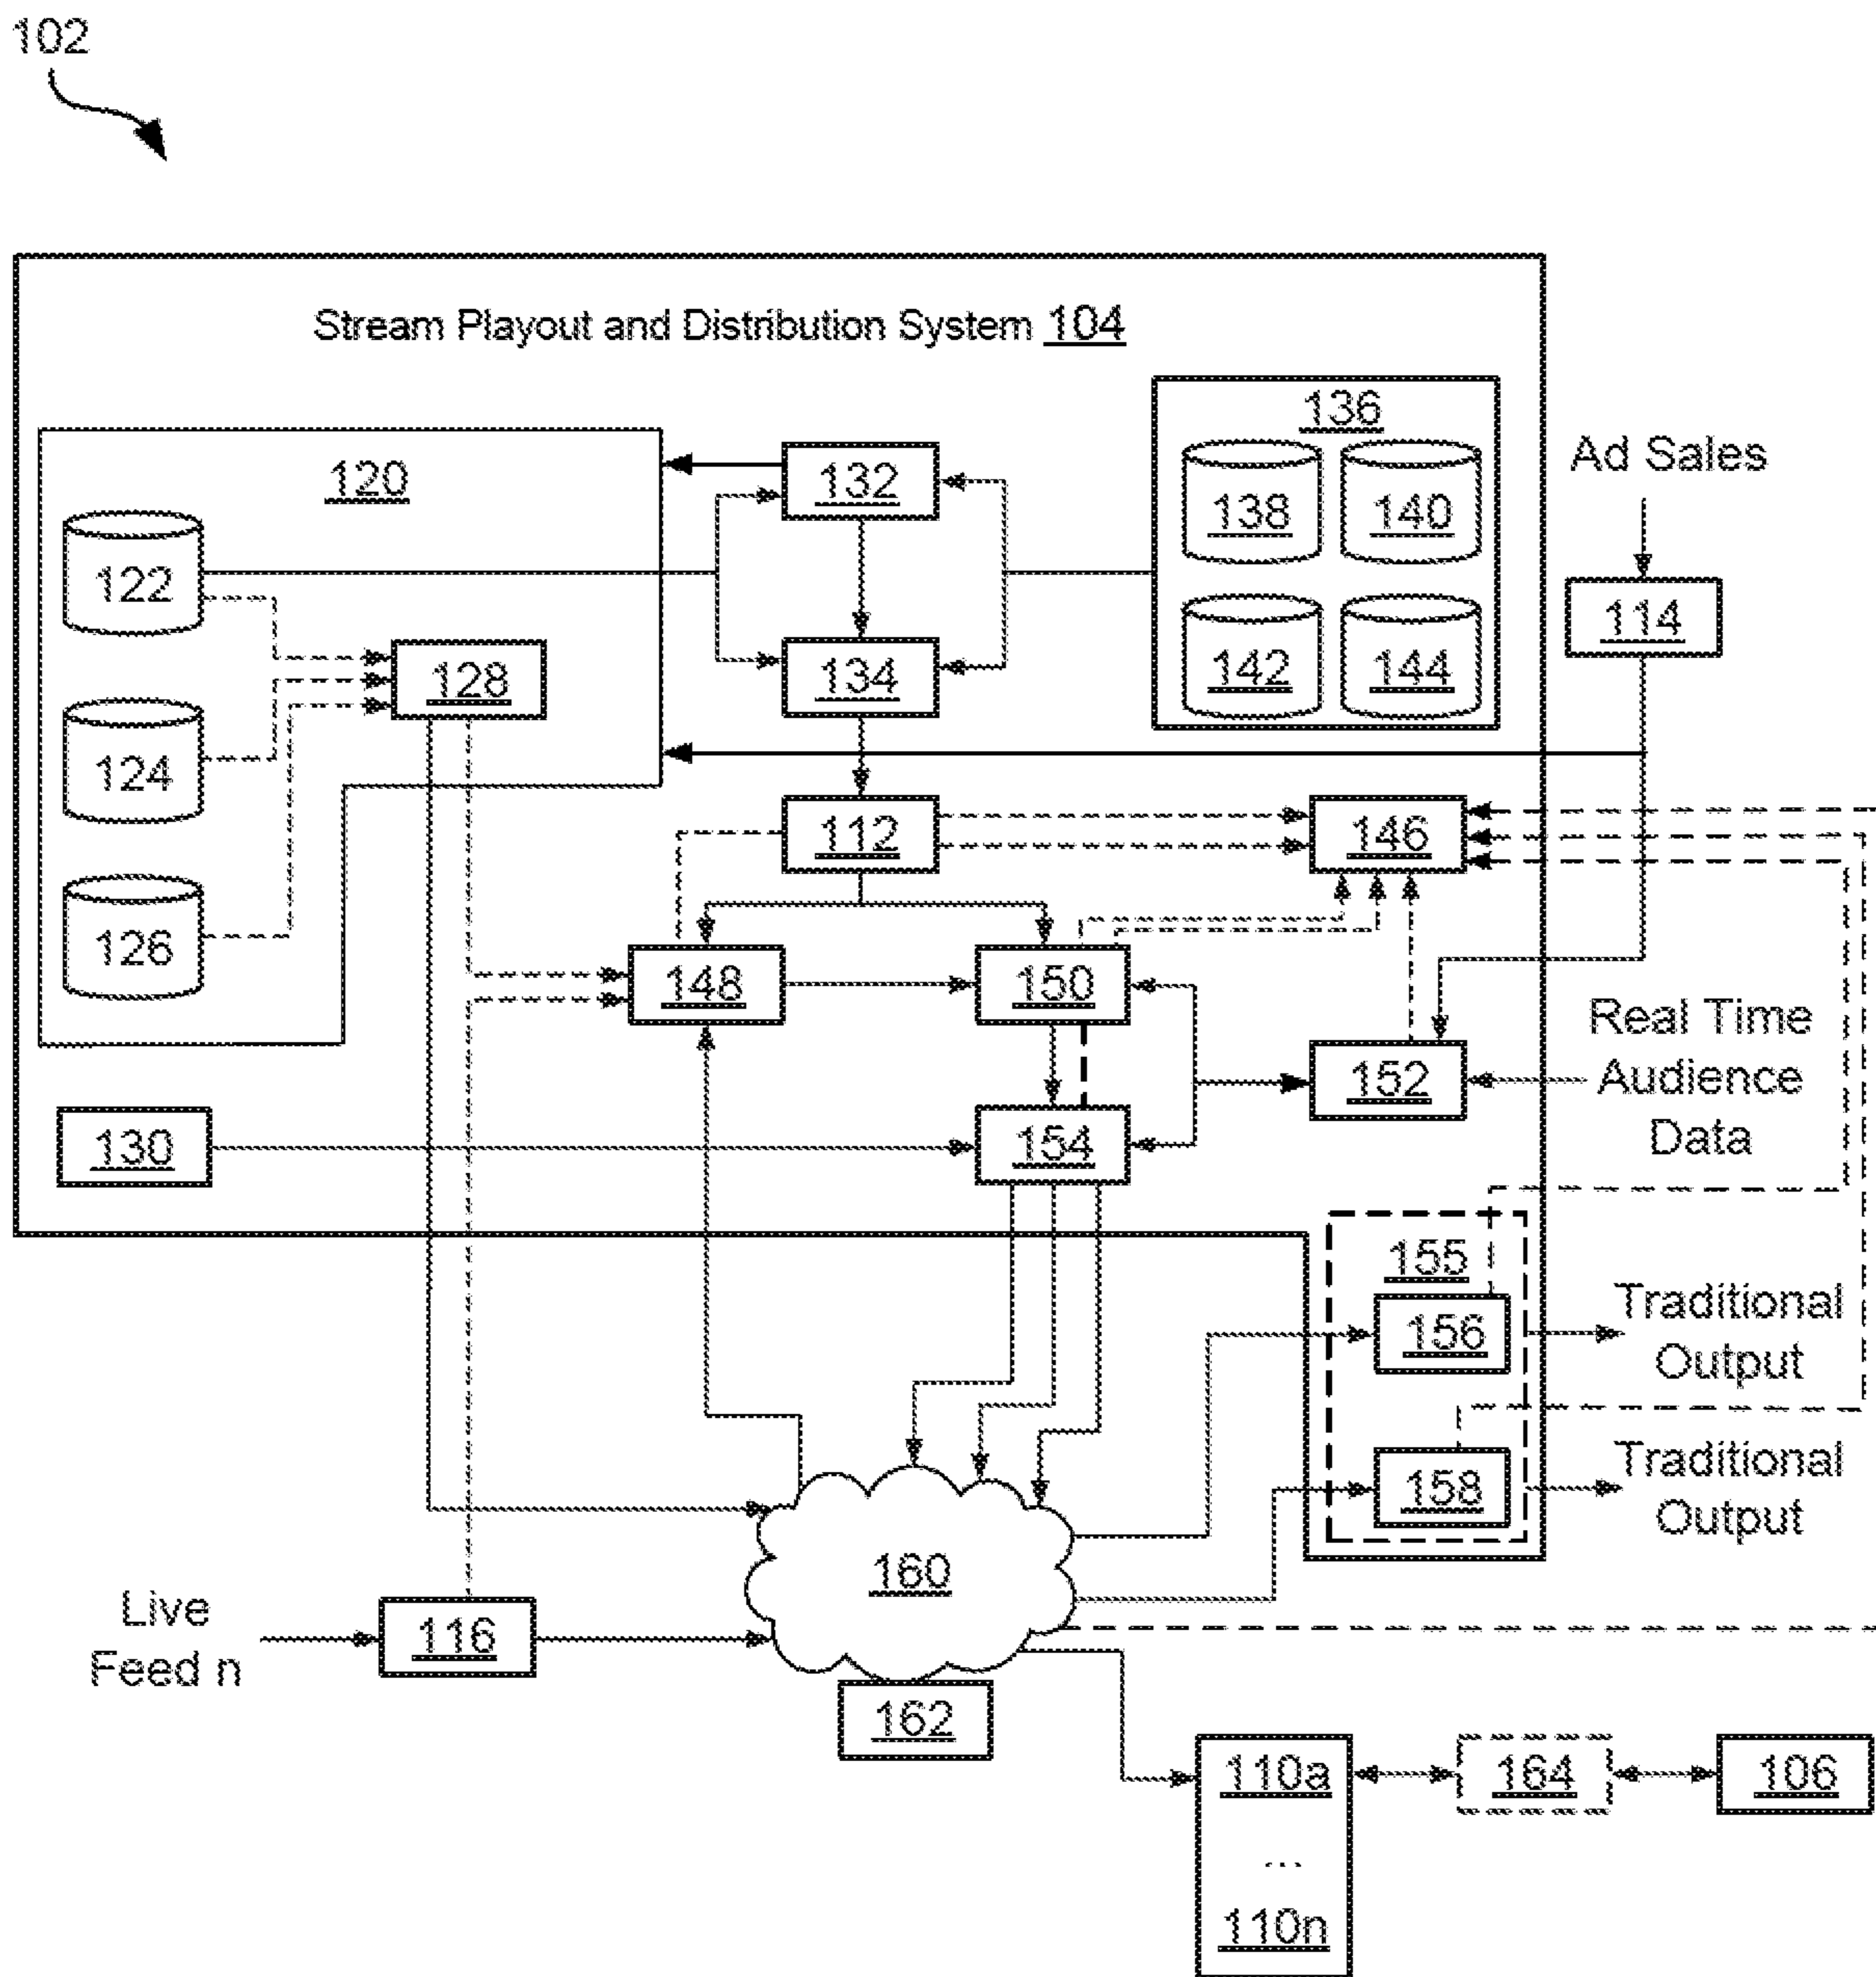 102
Stream Playout and Distribution System 104
136
120
132
138
140
Ad Sales
122
114
128
134
142
144
124
112
146
126
148
150
Real Time
Audience
Data
152
130
154
155
156
Traditional
Output
158
Traditional
Output
160
Live
Feed n
116
162
110a
164
106
...
110n